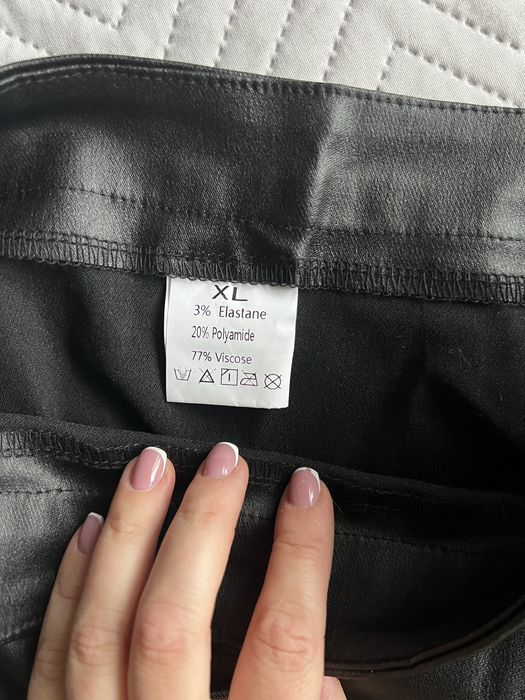 XL
3% Elastane
20% Polyamide
77% Viscose